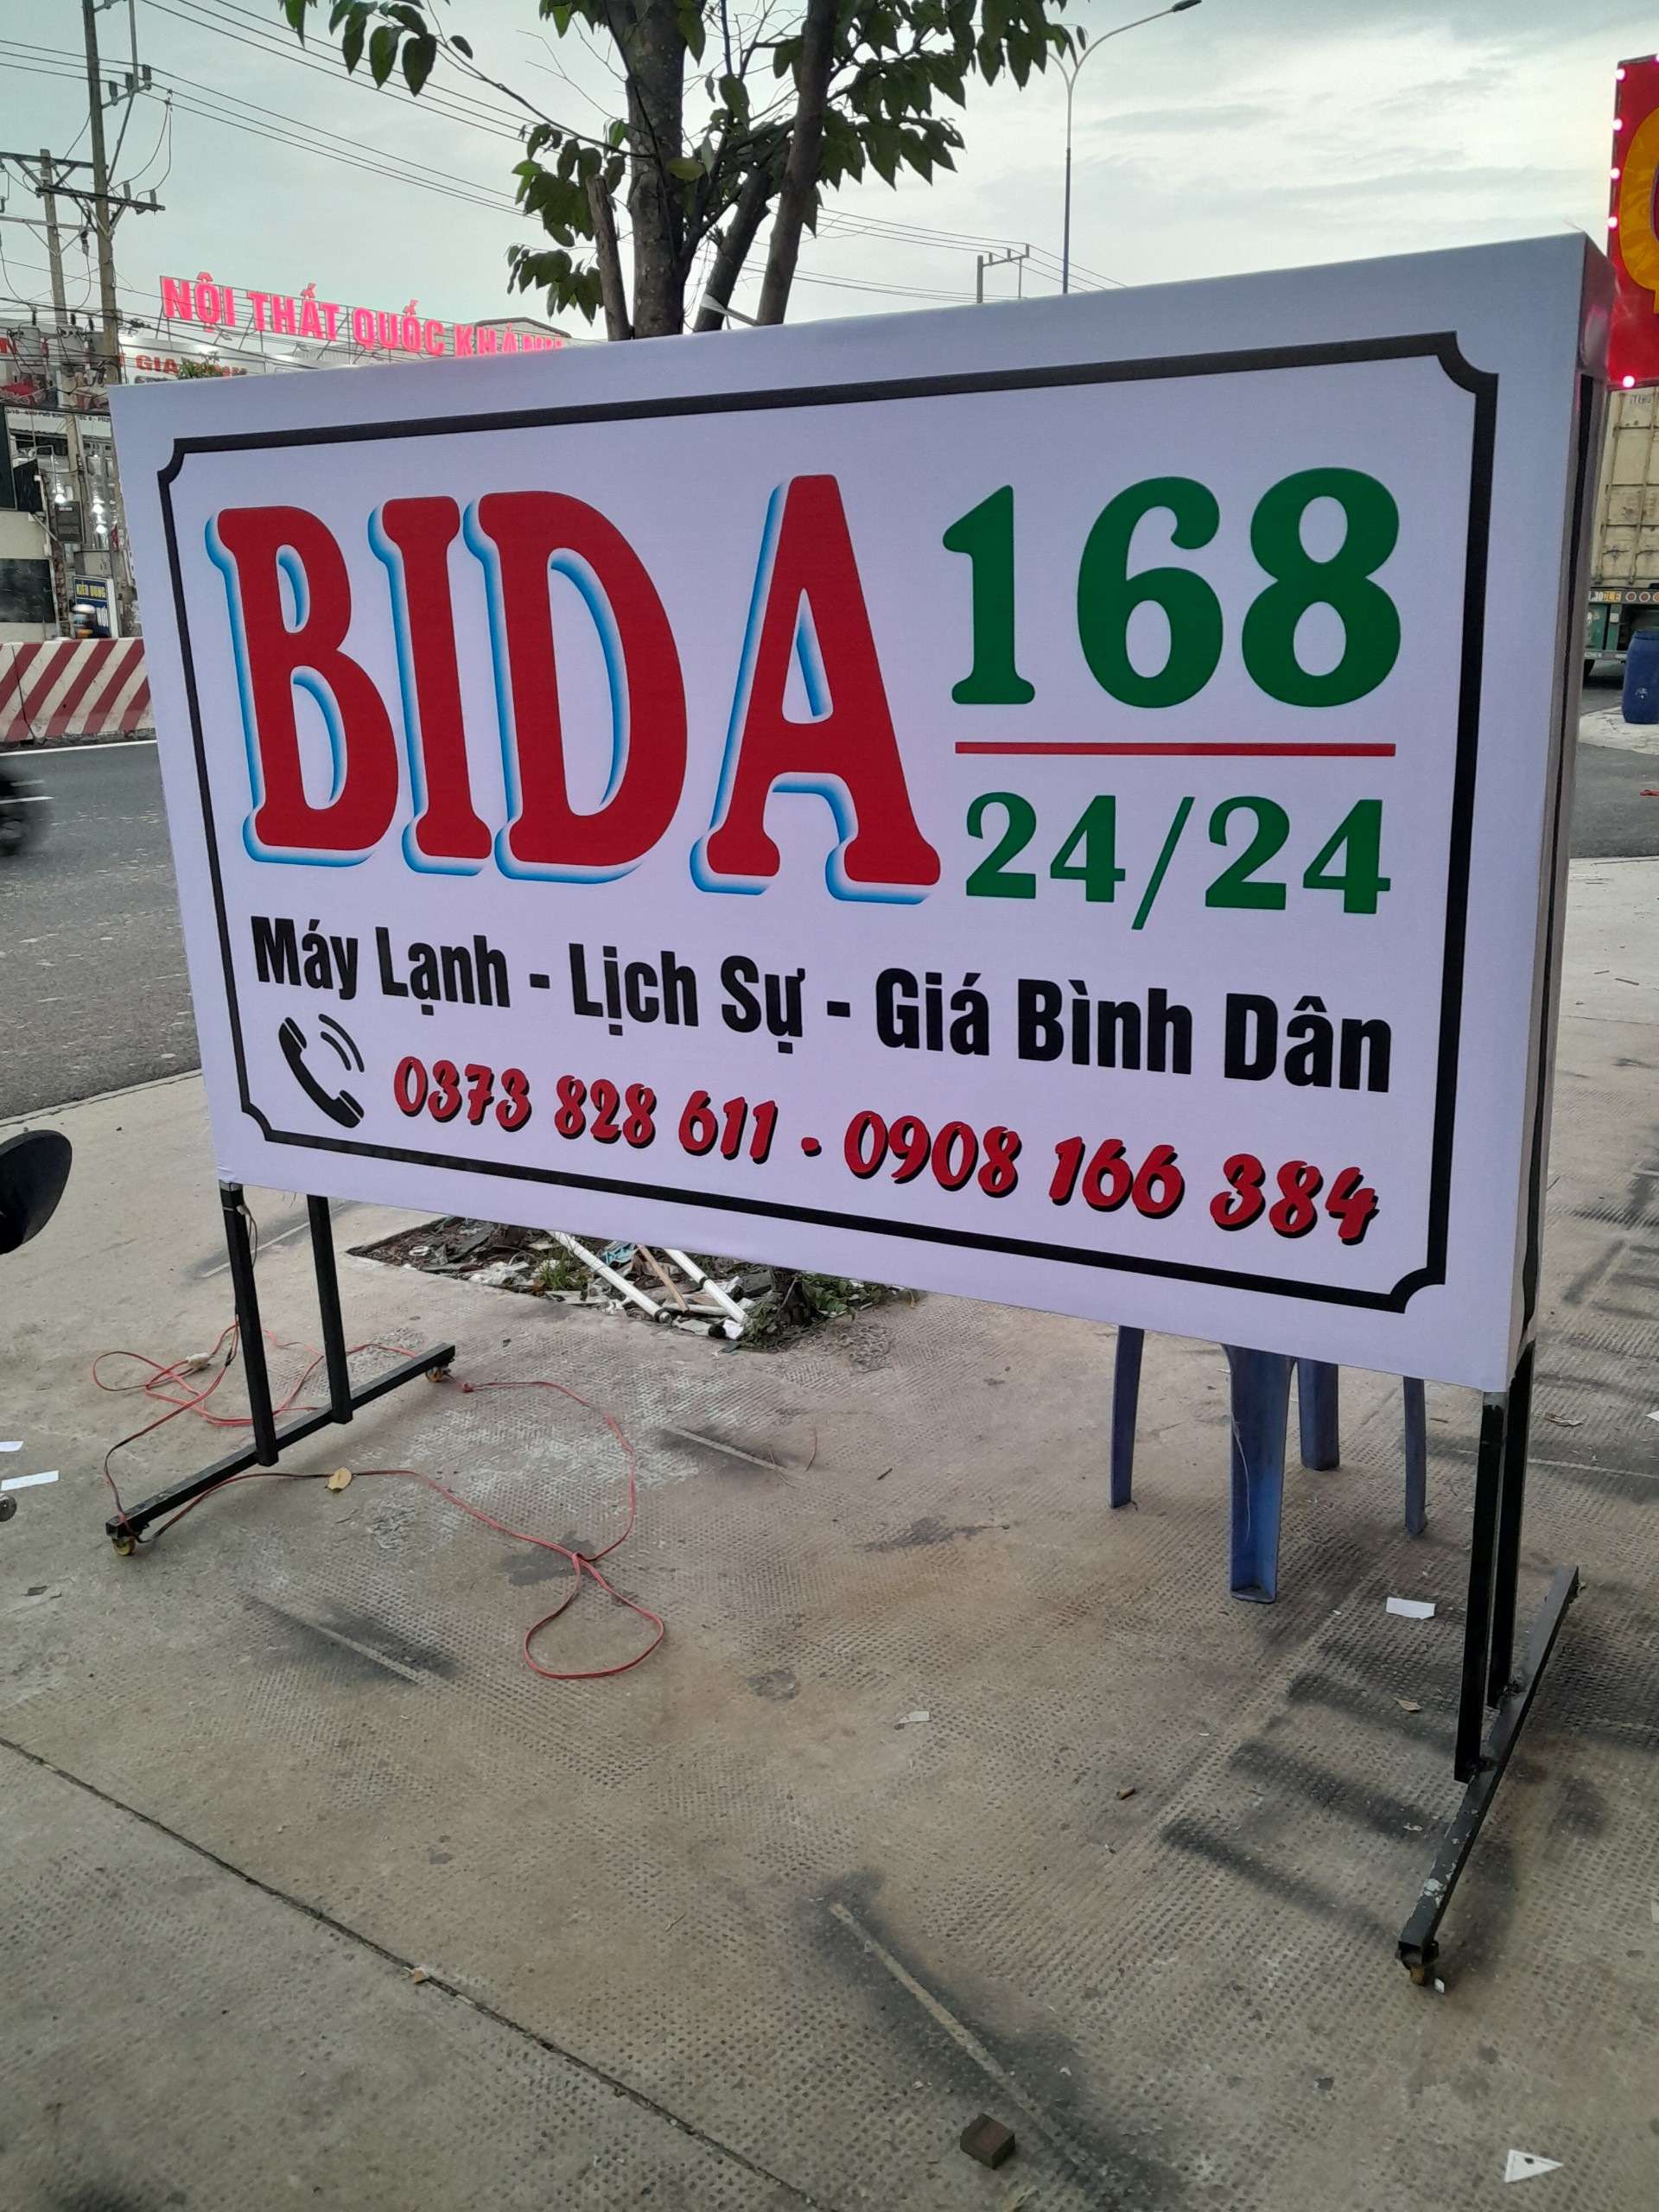 NỘI THẤT QUỐC KHÁNH
BIDA 168
24/24
Máy Lạnh - Lịch Sự - Giá Bình Dân
0373 828 611 - 0908 166 384